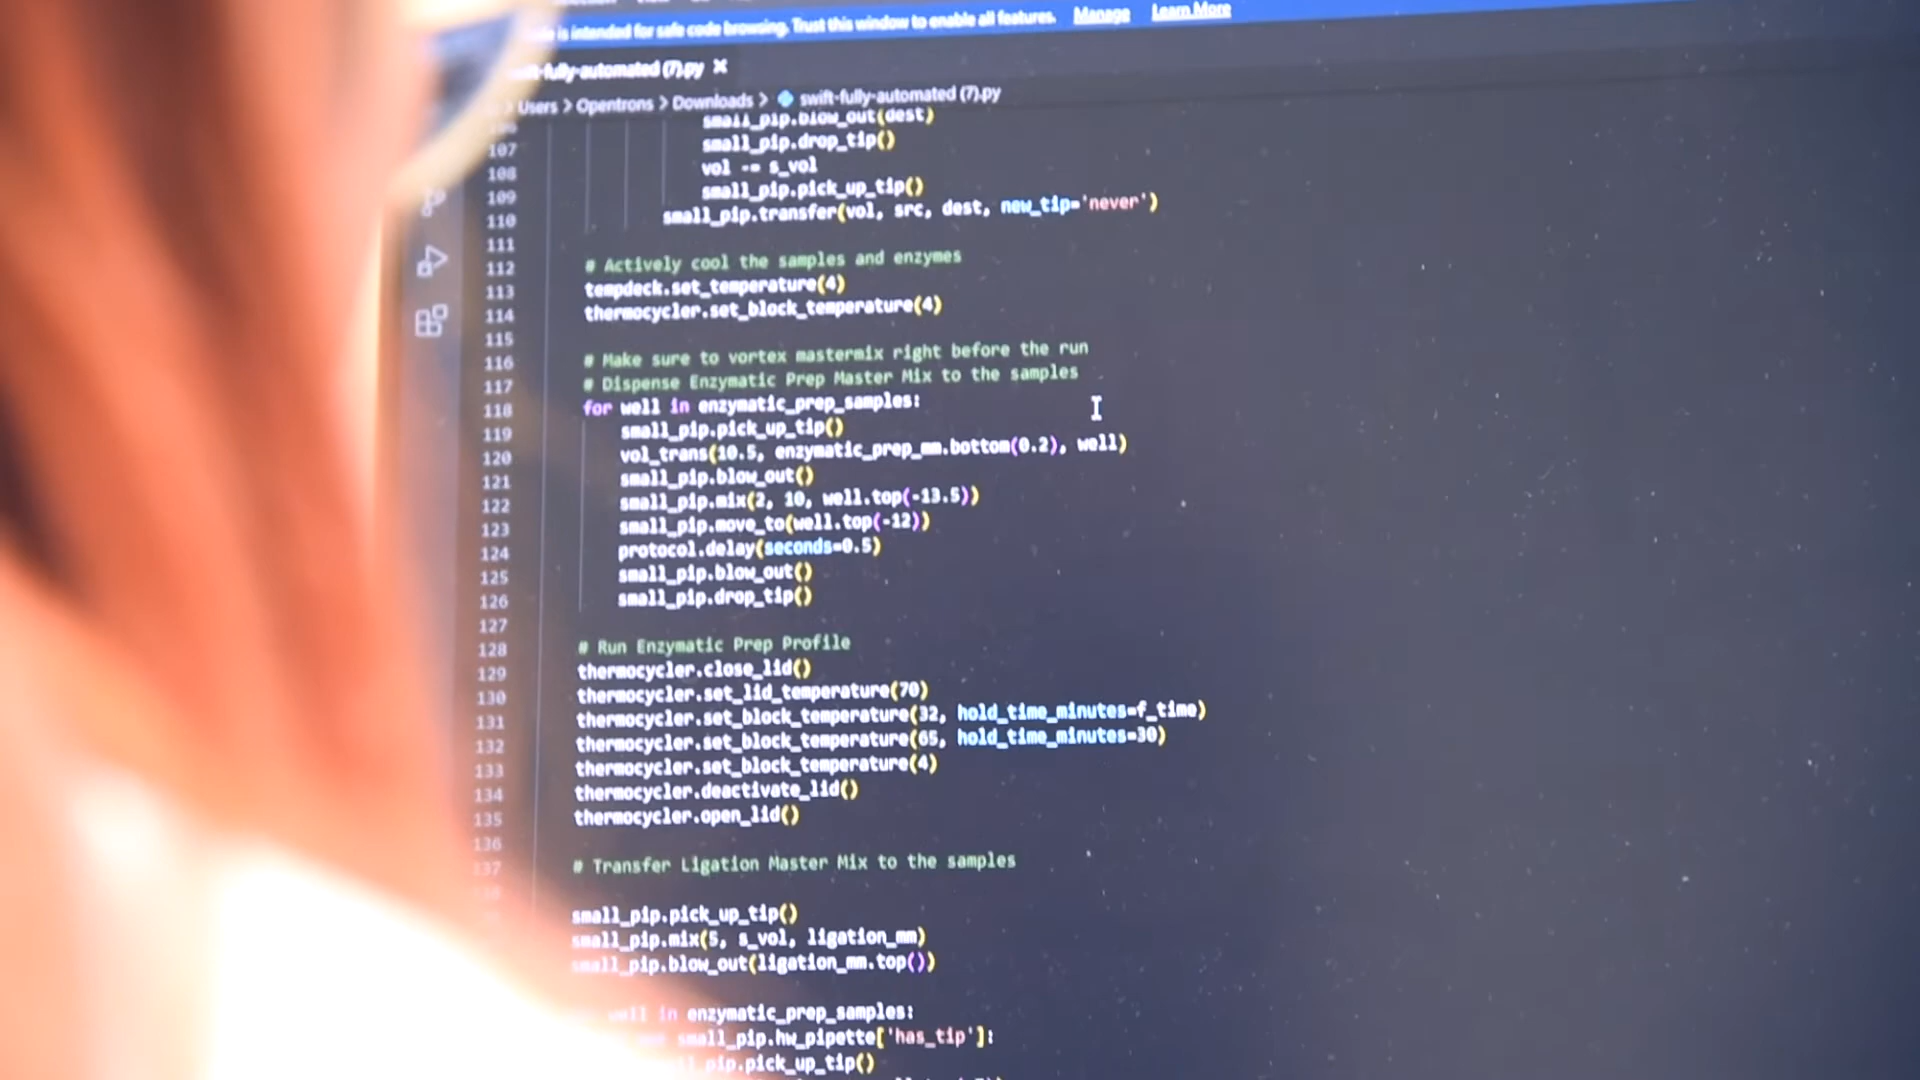 is intended for safe code browsing. Trust this window to enable all features. Manage Learn More
swift-fully-automated (7).py ×
> Users > Opentrons > Downloads > swift-fully-automated (7).py
small_pip.blow_out(dest)
107 small_pip.drop_tip()
108 vol -= s_vol
109 small_pip.pick_up_tip()
110 small_pip.transfer(vol, src, dest, new_tip='never')
111
112 # Actively cool the samples and enzymes
113 tempdeck.set_temperature(4)
114 thermocycler.set_block_temperature(4)
115
116 # Make sure to vortex mastermix right before the run
117 # Dispense Enzymatic Prep Master Mix to the samples
118 for well in enzymatic_prep_samples:
119 small_pip.pick_up_tip()
120 vol_trans(10.5, enzymatic_prep_mm.bottom(0.2), well)
121 small_pip.blow_out()
122 small_pip.mix(2, 10, well.top(-13.5))
123 small_pip.move_to(well.top(-12))
124 protocol.delay(seconds=0.5)
125 small_pip.blow_out()
126 small_pip.drop_tip()
127
128 # Run Enzymatic Prep Profile
129 thermocycler.close_lid()
130 thermocycler.set_lid_temperature(70)
131 thermocycler.set_block_temperature(32, hold_time_minutes=f_time)
132 thermocycler.set_block_temperature(65, hold_time_minutes=30)
133 thermocycler.set_block_temperature(4)
134 thermocycler.deactivate_lid()
135 thermocycler.open_lid()
136
137 # Transfer Ligation Master Mix to the samples
small_pip.pick_up_tip()
small_pip.mix(5, s_vol, ligation_mm)
small_pip.blow_out(ligation_mm.top())
well in enzymatic_prep_samples:
small_pip.hw_pipette['has_tip']:
pip.pick_up_tip()